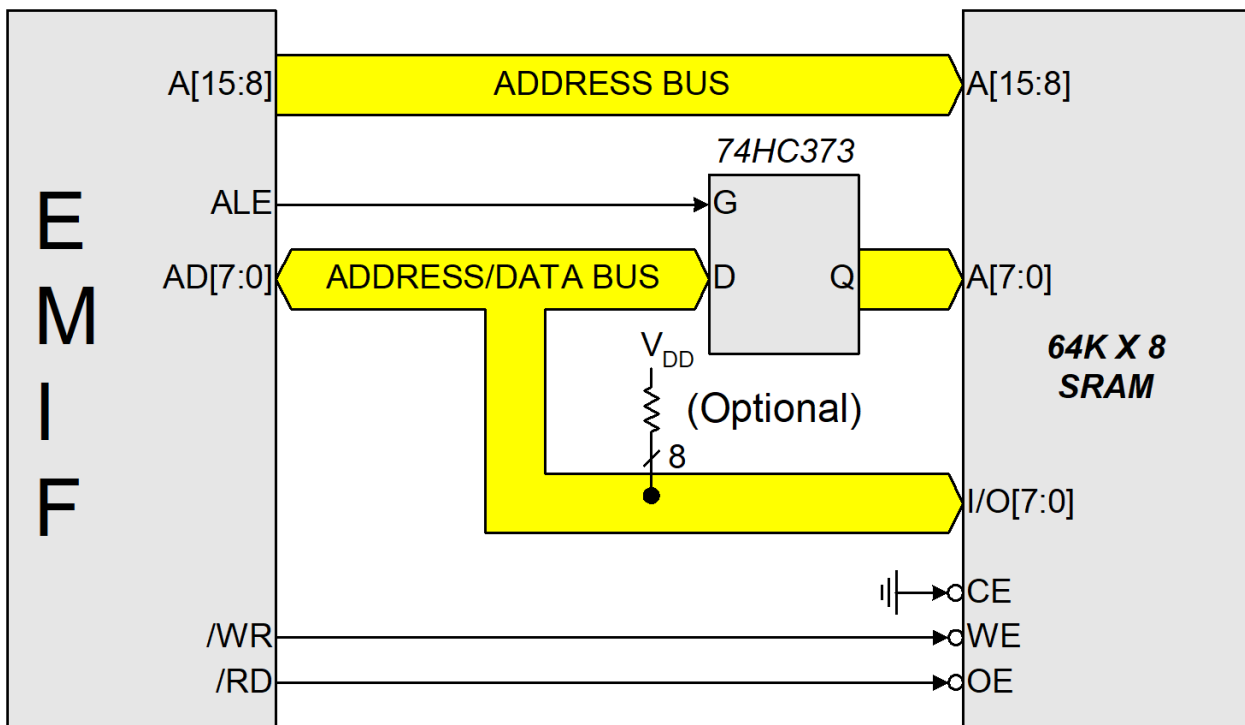 A[15:8]
ADDRESS BUS
A[15:8]
74HC373
ALE
G
AD[7:0]
ADDRESS/DATA BUS
D
Q
A[7:0]
E
M
I
F
VDD
(Optional)
8
64K X 8
SRAM
I/O[7:0]
CE
/WR
WE
/RD
OE